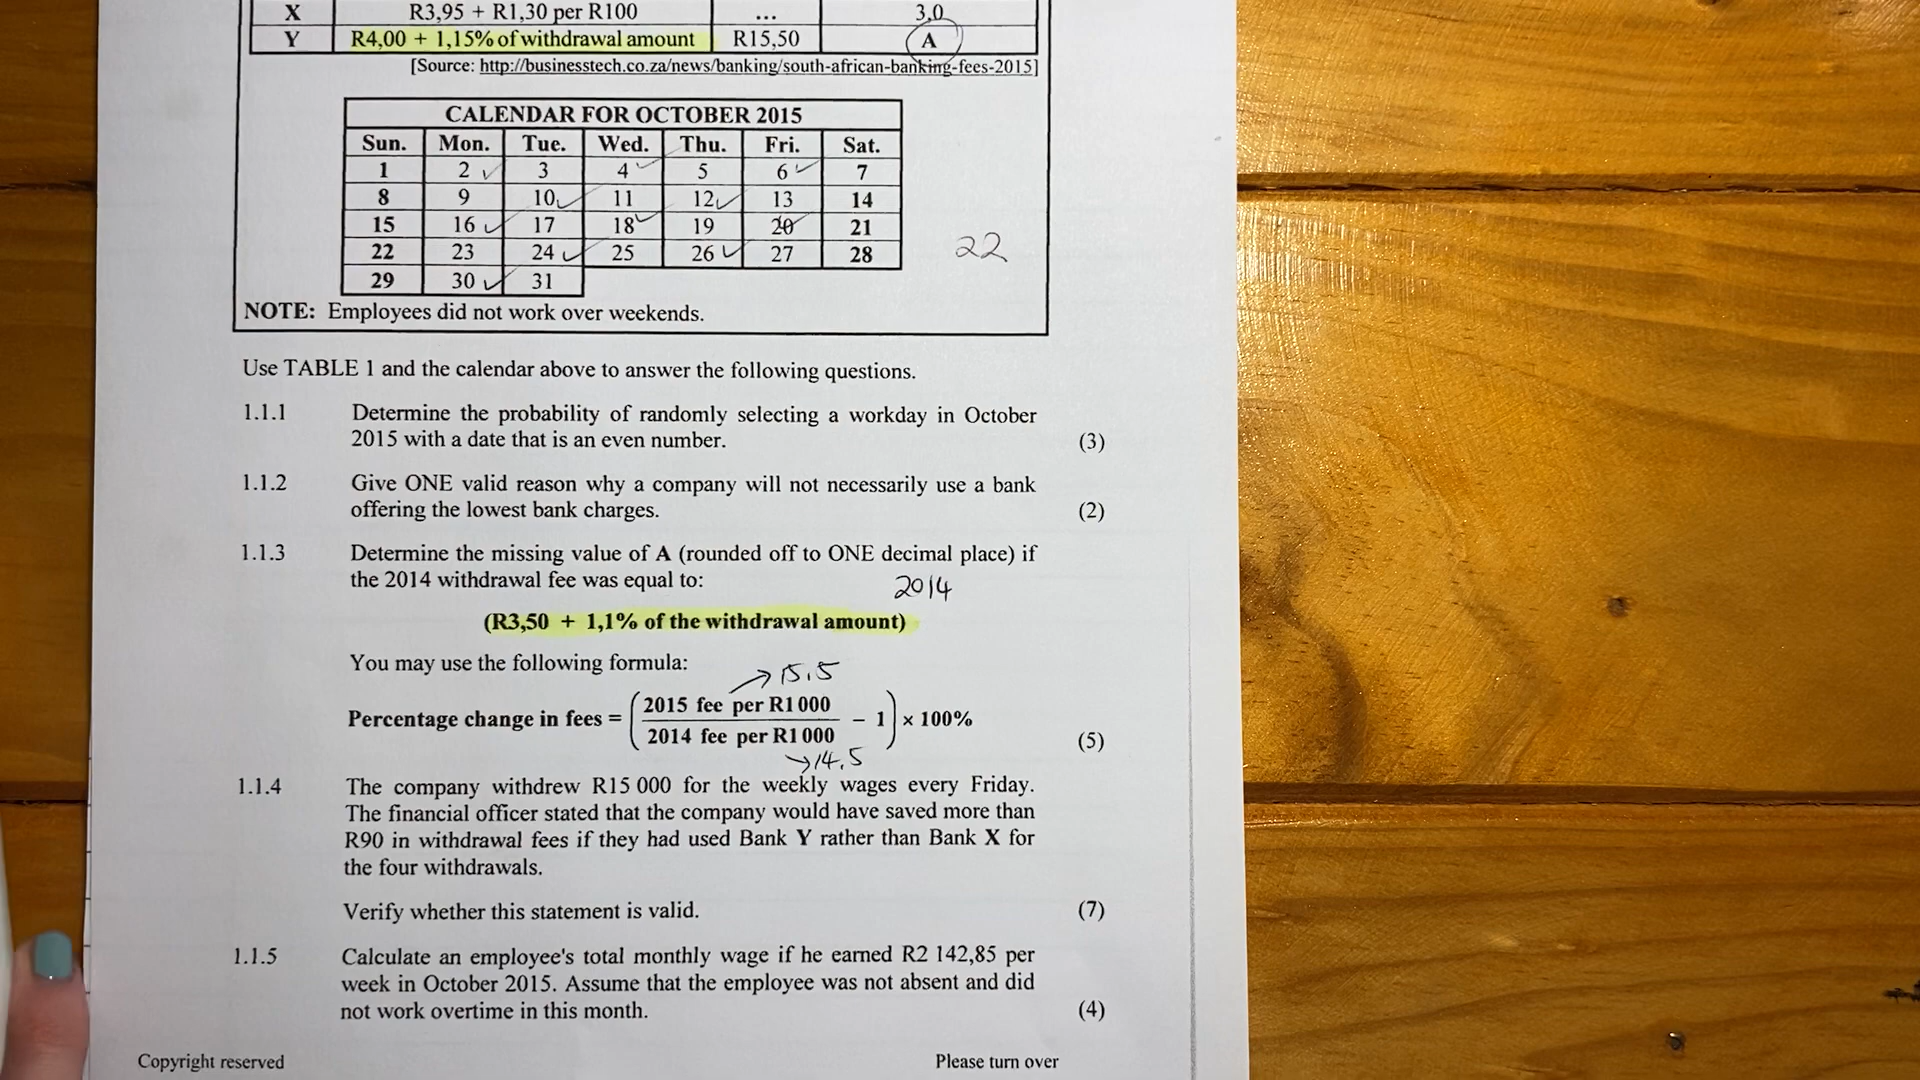 X R3,95 + R1,30 per R100 ... 3,0
Y R4,00 + 1,15% of withdrawal amount R15,50 A
[Source: http://businesstech.co.za/news/banking/south-african-banking-fees-2015]
CALENDAR FOR OCTOBER 2015
Sun. Mon. Tue. Wed. Thu. Fri. Sat.
1 2 3 4 5 6 7
8 9 10 11 12 13 14
15 16 17 18 19 20 21
22 23 24 25 26 27 28
22
29 30 31
NOTE: Employees did not work over weekends.
Use TABLE 1 and the calendar above to answer the following questions.
1.1.1 Determine the probability of randomly selecting a workday in October
2015 with a date that is an even number. (3)
1.1.2 Give ONE valid reason why a company will not necessarily use a bank
offering the lowest bank charges. (2)
1.1.3 Determine the missing value of A (rounded off to ONE decimal place) if
the 2014 withdrawal fee was equal to:
2014
(R3,50 + 1,1% of the withdrawal amount)
You may use the following formula:
→ 15.5
Percentage change in fees = ( 2015 fee per R1 000 / 2014 fee per R1 000 − 1 ) × 100% (5)
→ 14.5
1.1.4 The company withdrew R15 000 for the weekly wages every Friday.
The financial officer stated that the company would have saved more than
R90 in withdrawal fees if they had used Bank Y rather than Bank X for
the four withdrawals.
Verify whether this statement is valid. (7)
1.1.5 Calculate an employee's total monthly wage if he earned R2 142,85 per
week in October 2015. Assume that the employee was not absent and did
not work overtime in this month. (4)
Copyright reserved Please turn over